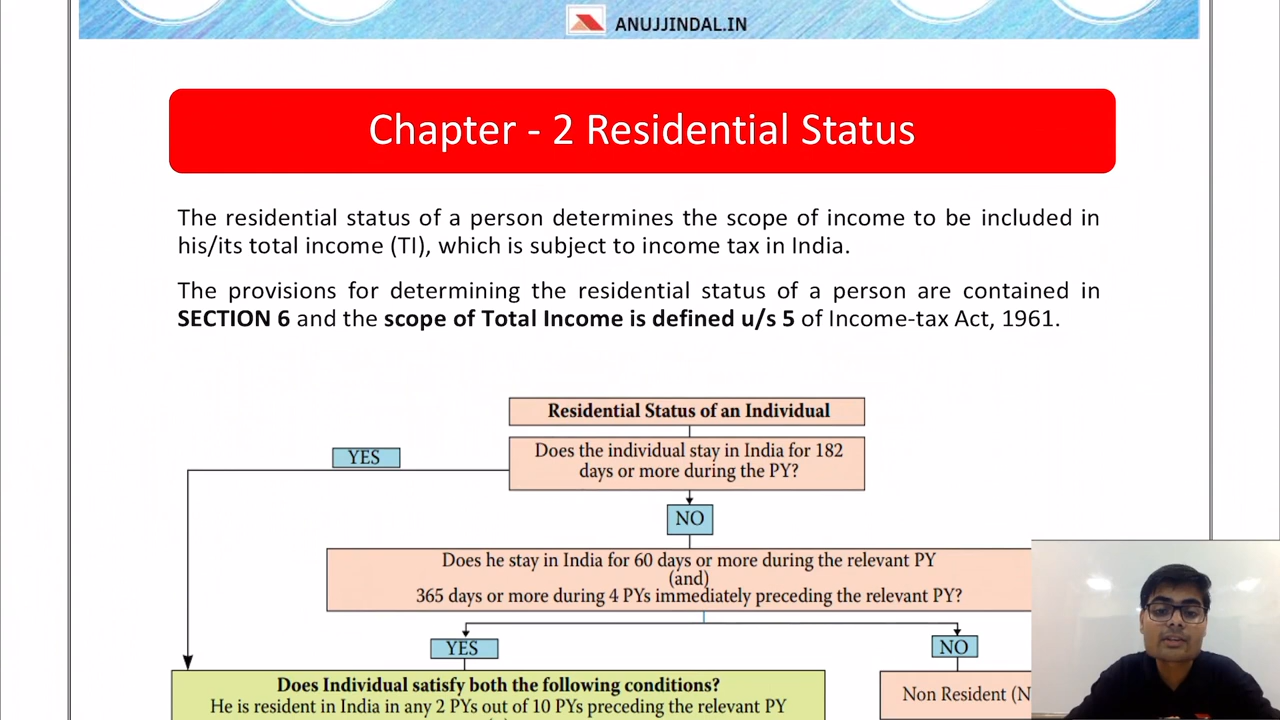 ANUJJINDAL.IN
Chapter - 2 Residential Status
The residential status of a person determines the scope of income to be included in
his/its total income (TI), which is subject to income tax in India.
The provisions for determining the residential status of a person are contained in
SECTION 6 and the scope of Total Income is defined u/s 5 of Income-tax Act, 1961.
Residential Status of an Individual
Does the individual stay in India for 182
days or more during the PY?
YES
NO
Does he stay in India for 60 days or more during the relevant PY
(and)
365 days or more during 4 PYs immediately preceding the relevant PY?
YES
NO
Does Individual satisfy both the following conditions?
He is resident in India in any 2 PYs out of 10 PYs preceding the relevant PY
Non Resident (N